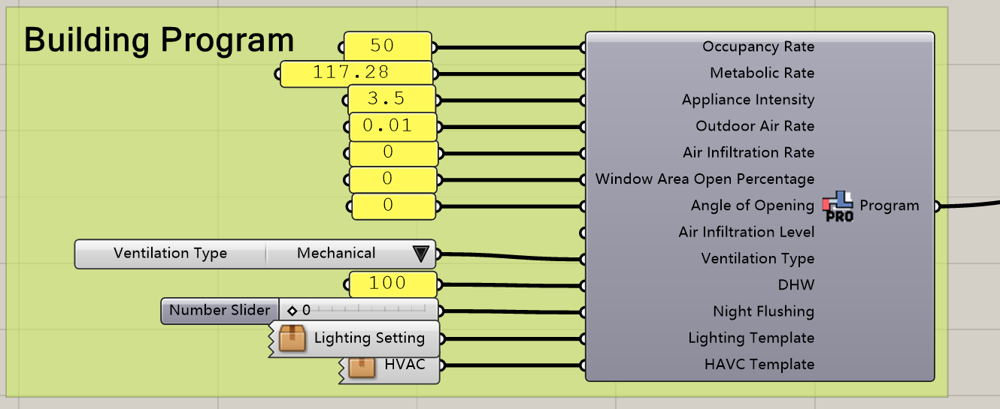 Building Program
50 Occupancy Rate
117.28 Metabolic Rate
3.5 Appliance Intensity
0.01 Outdoor Air Rate
0 Air Infiltration Rate
0 Window Area Open Percentage
0 Angle of Opening PRO Program
Air Infiltration Level
Ventilation Type Mechanical Ventilation Type
100 DHW
Number Slider 0 Night Flushing
Lighting Setting Lighting Template
HVAC HAVC Template